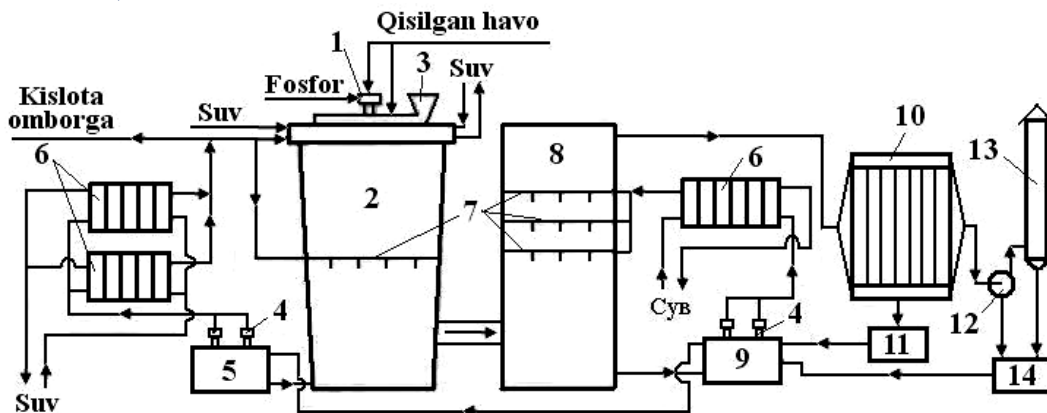 Qisilgan havo
1
3
Suv
Fosfor
Kislota
omborga
Suv
6
8
10
13
2
6
7
4
Сув
4
12
5
9
11
14
Suv